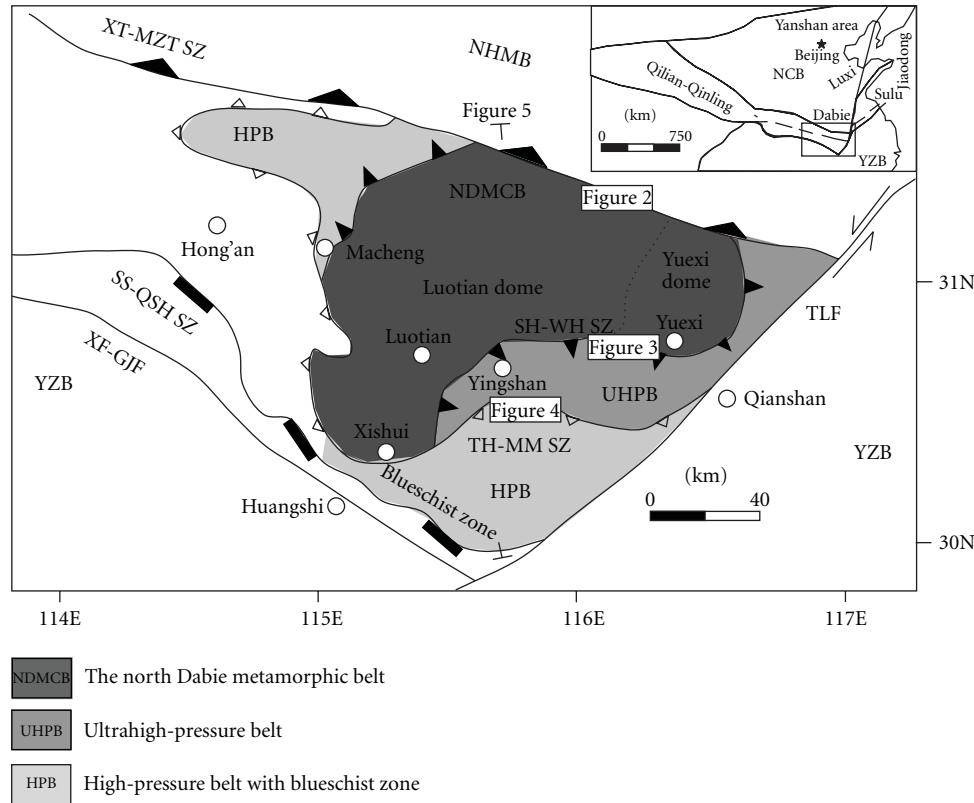 XT-MZT SZ
NHMB
Figure 5
HPB
NDMCB
Figure 2
Hong'an
Macheng
Yuexi
dome
Luotian dome
31N
SS-QSH SZ
SH-WH SZ
TLF
Luotian
Yuexi
Figure 3
XF-GJF
YZB
Yingshan
UHPB
Qianshan
Figure 4
Xishui
TH-MM SZ
YZB
Blueschist zone
HPB
(km)
0 40
Huangshi
30N
114E 115E 116E 117E
Yanshan area
Beijing
NCB
Luxi
Jiaodong
Qilian-Qinling
Sulu
(km)
0 750
Dabie
YZB
NDMCB The north Dabie metamorphic belt
UHPB Ultrahigh-pressure belt
HPB High-pressure belt with blueschist zone